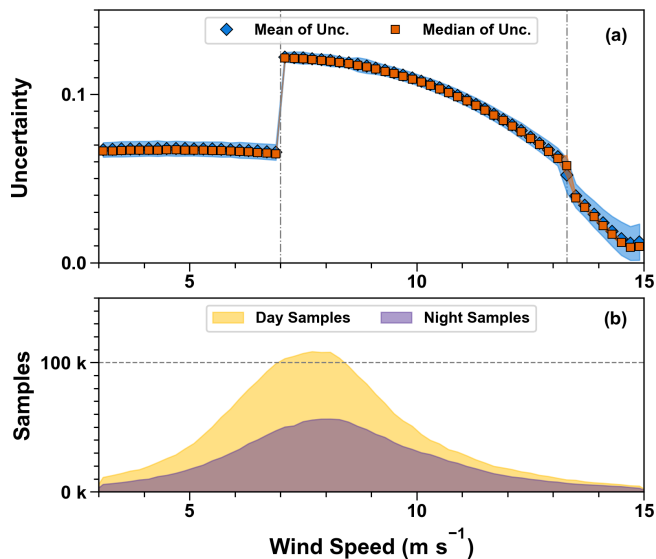 Mean of Unc. Median of Unc. (a)
0.1
Uncertainty
0.0
5 10 15
Day Samples Night Samples (b)
100 k
Samples
0 k
5 10 15
Wind Speed (m s⁻¹)